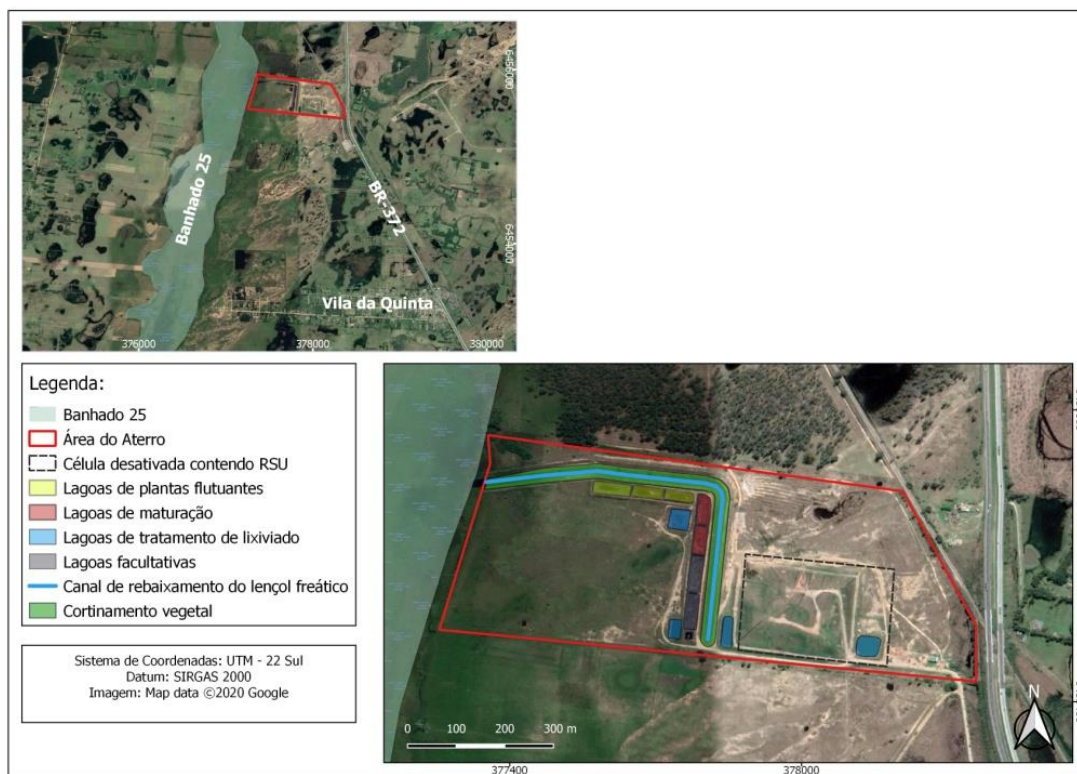 6456000
Banhado 25
BR-372
6454000
Vila da Quinta
376000
378000
380000
Legenda:
Banhado 25
Área do Aterro
Célula desativada contendo RSU
Lagoas de plantas flutuantes
Lagoas de maturação
Lagoas de tratamento de lixiviado
Lagoas facultativas
Canal de rebaixamento do lençol freático
Cortinamento vegetal
Sistema de Coordenadas: UTM - 22 Sul
Datum: SIRGAS 2000
Imagem: Map data ©2020 Google
N
0 100 200 300 m
377400
378000